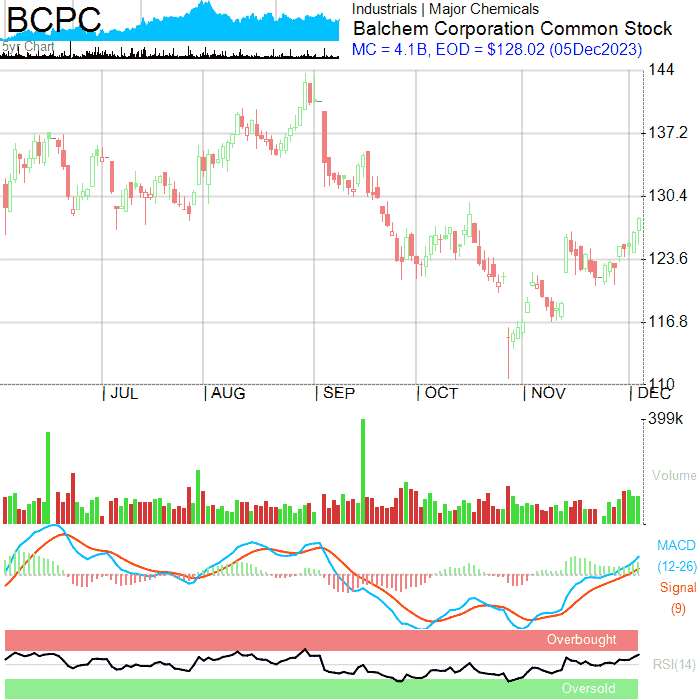 BCPC
5yr Chart
Industrials | Major Chemicals
Balchem Corporation Common Stock
MC = 4.1B, EOD = $128.02 (05Dec2023)
144
137.2
130.4
123.6
116.8
110
JUL
AUG
SEP
OCT
NOV
DEC
399k
Volume
MACD
(12-26)
Signal
(9)
Overbought
RSI(14)
Oversold